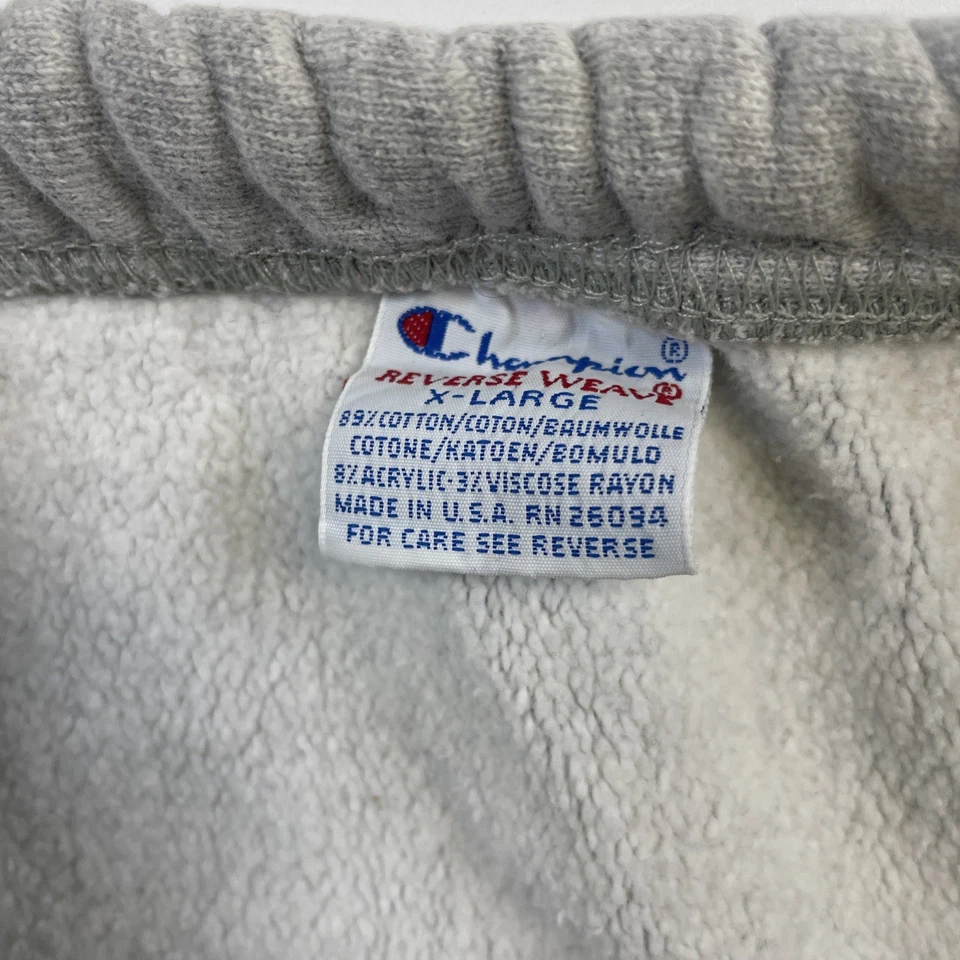 Champion®
REVERSE WEAVE®
X-LARGE
89% COTTON/COTON/BAUMWOLLE
COTONE/KATOEN/BOMULD
8% ACRYLIC-3% VISCOSE RAYON
MADE IN U.S.A. RN 26094
FOR CARE SEE REVERSE